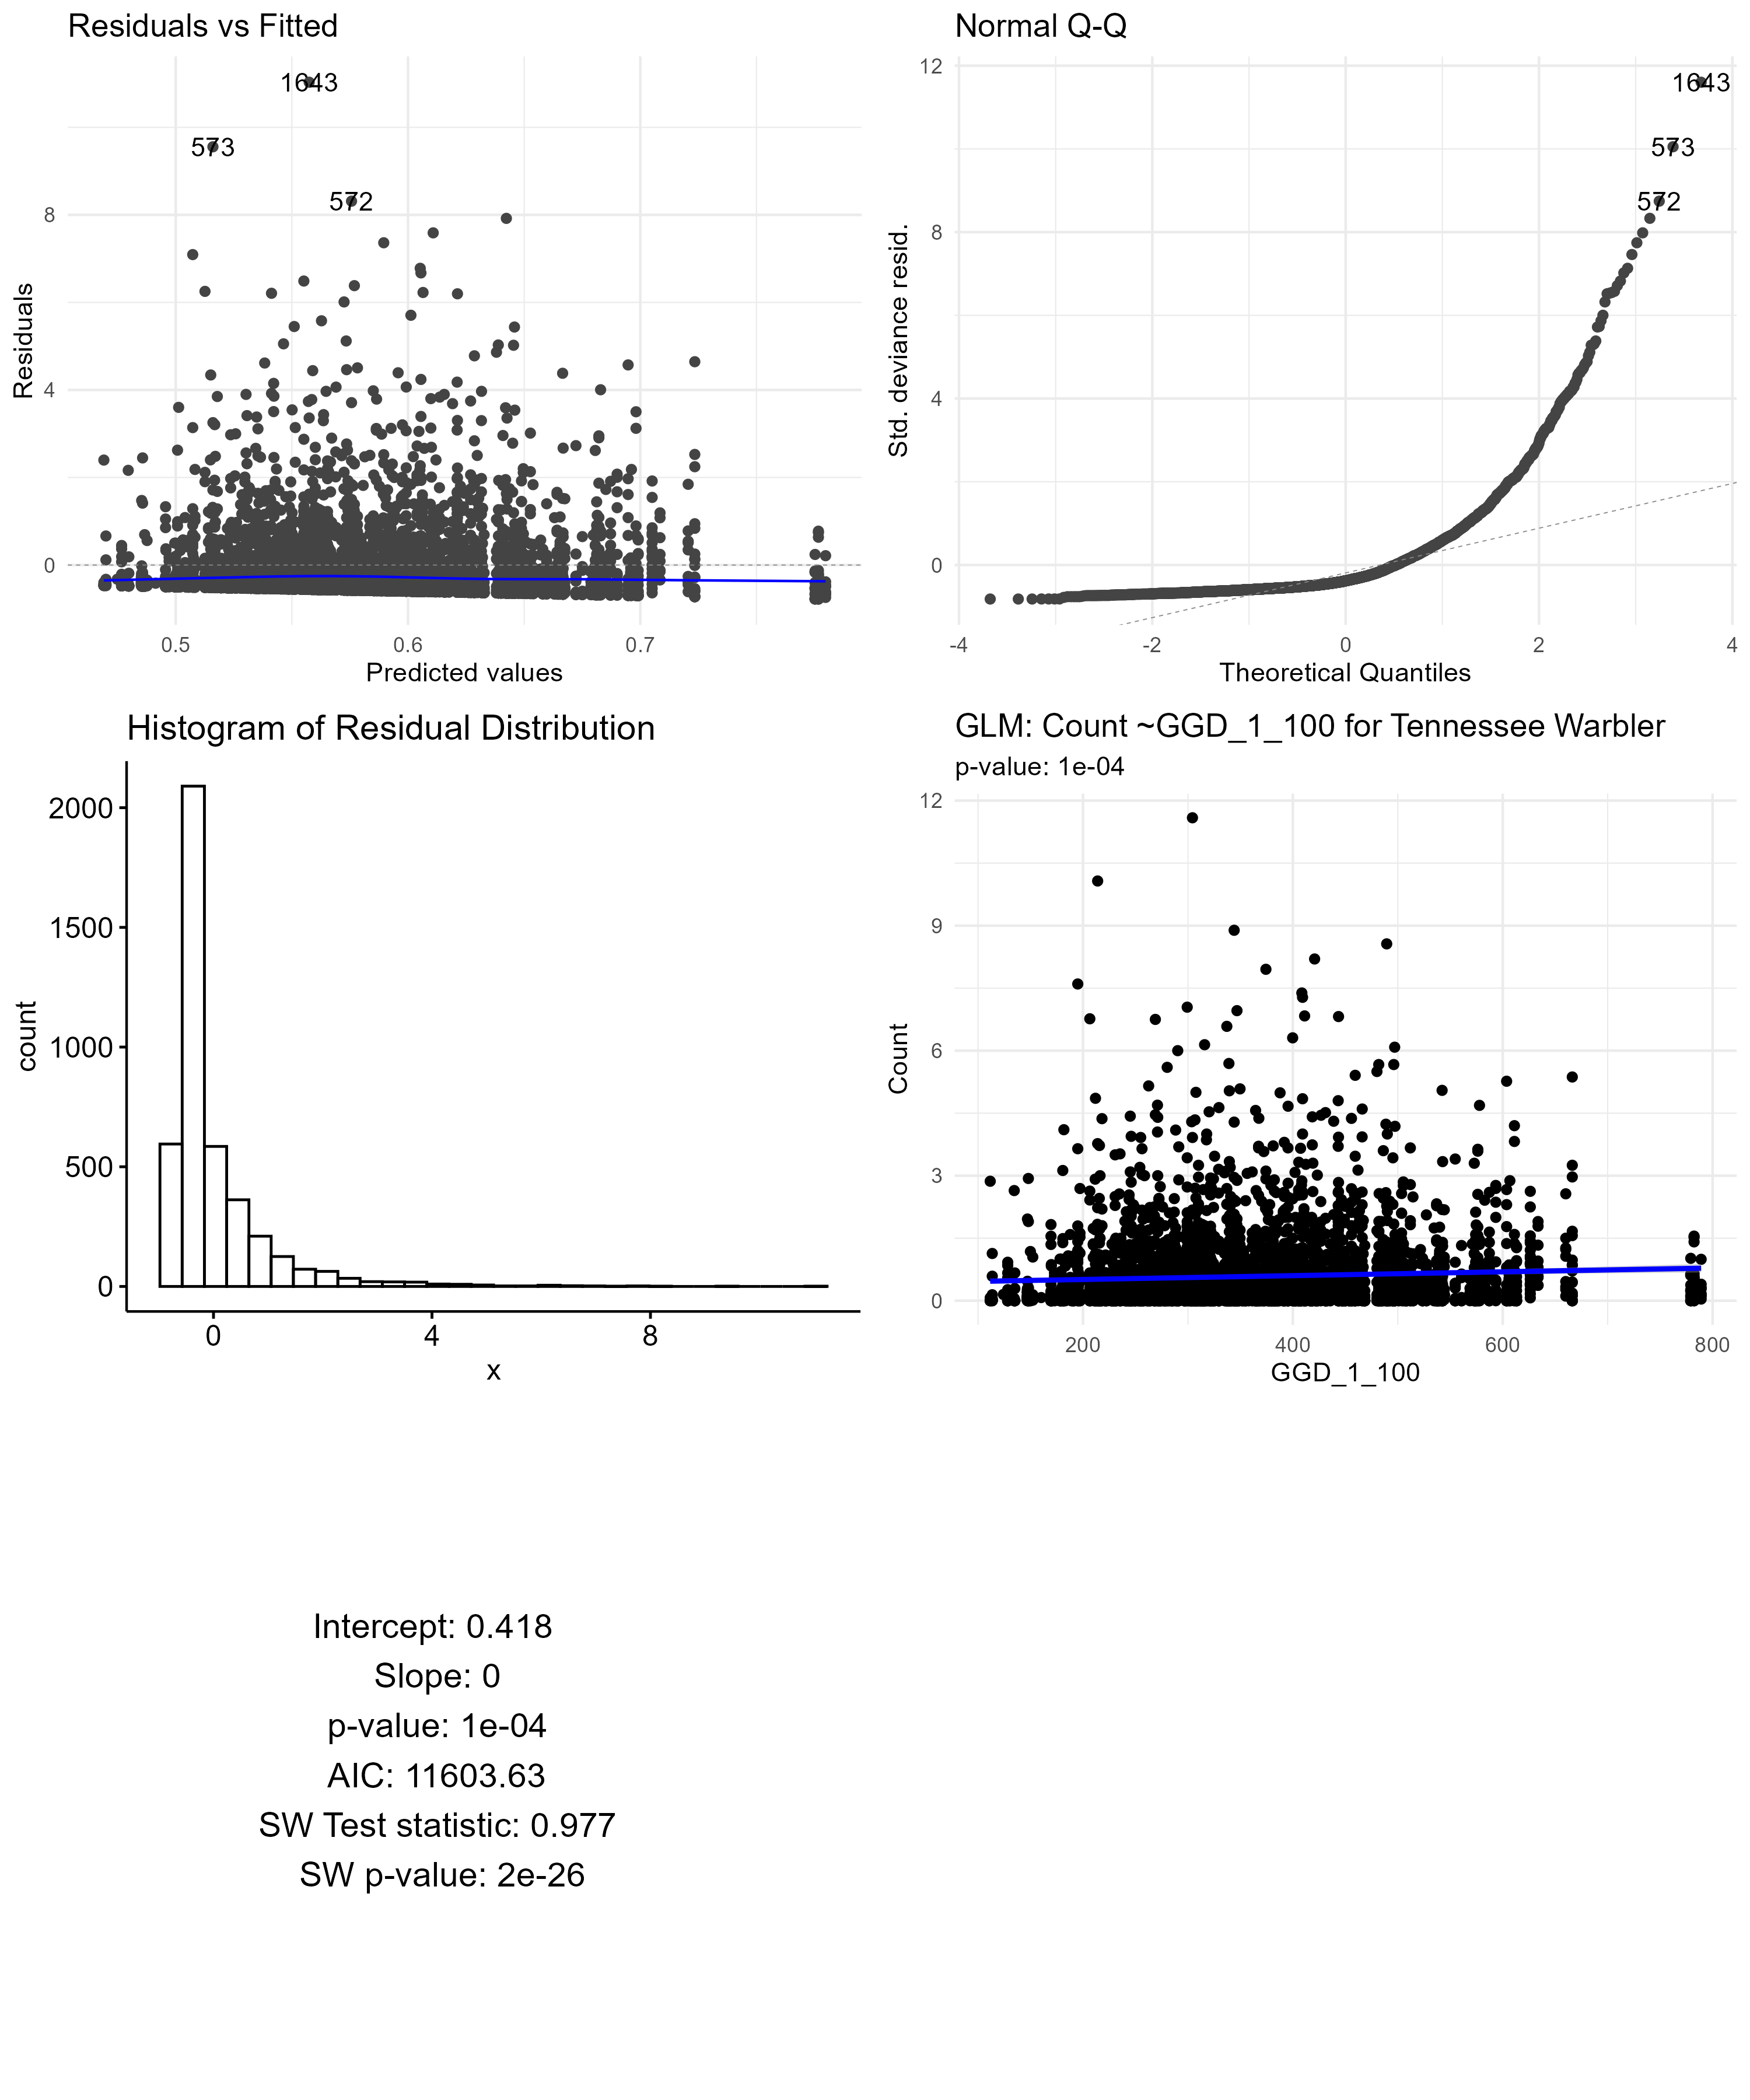 Residuals vs Fitted
1643
573
572
8
4
0
Residuals
0.5
0.6
0.7
Predicted values
Normal Q-Q
1643
573
572
12
8
4
0
Std. deviance resid.
-4
-2
0
2
4
Theoretical Quantiles
Histogram of Residual Distribution
2000
1500
1000
500
0
count
0
4
8
x
GLM: Count ~GGD_1_100 for Tennessee Warbler
p-value: 1e-04
12
9
6
3
0
Count
200
400
600
800
GGD_1_100
Intercept: 0.418
Slope: 0
p-value: 1e-04
AIC: 11603.63
SW Test statistic: 0.977
SW p-value: 2e-26